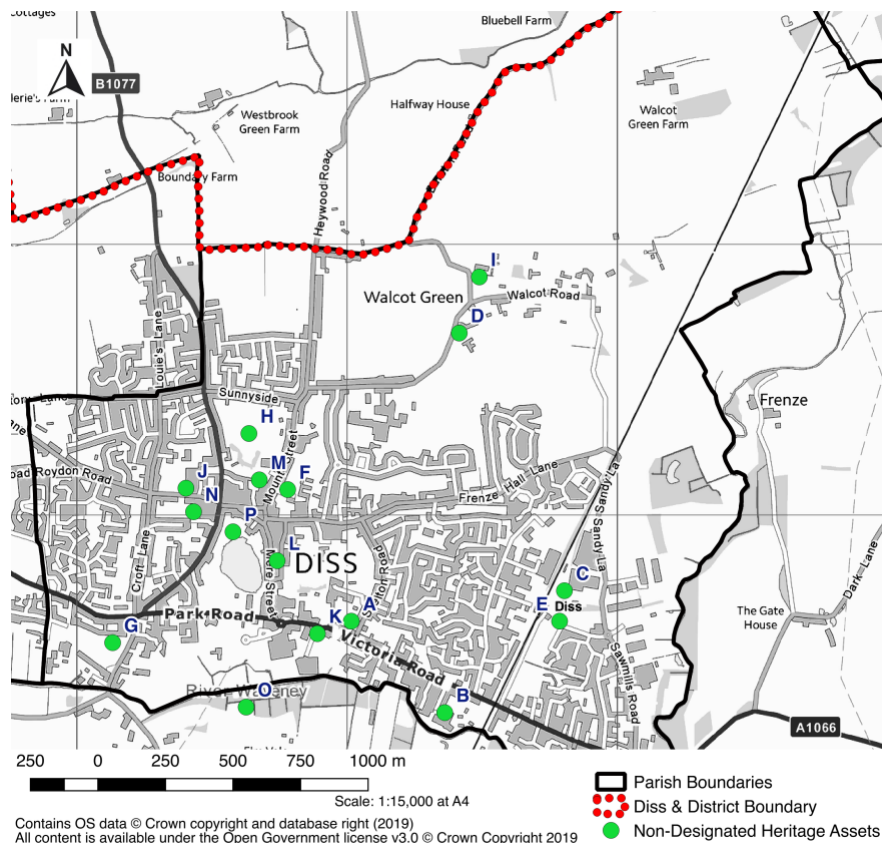 Cottages
Bluebell Farm
N
B1077
Halfway House
Westbrook
Green Farm
Walcot
Green Farm
Boundary Farm
Heywood Road
I
Walcot Green
Walcot Road
D
Louie's Lane
Sunnyside
Frenze
H
Mount Street
M
F
J
Roydon Road
N
Frenze Hall Lane
Sandy La
P
Sandy La
L
DISS
Croft Lane
Mere Street
C
E
Diss
Dark Lane
Park Road
K
A
The Gate
House
G
Victoria Road
Sawmills Road
O
River Waveney
B
A1066
250 0 250 500 750 1000 m
Scale: 1:15,000 at A4
Parish Boundaries
Diss & District Boundary
Non-Designated Heritage Assets
Contains OS data © Crown copyright and database right (2019)
All content is available under the Open Government license v3.0 © Crown Copyright 2019